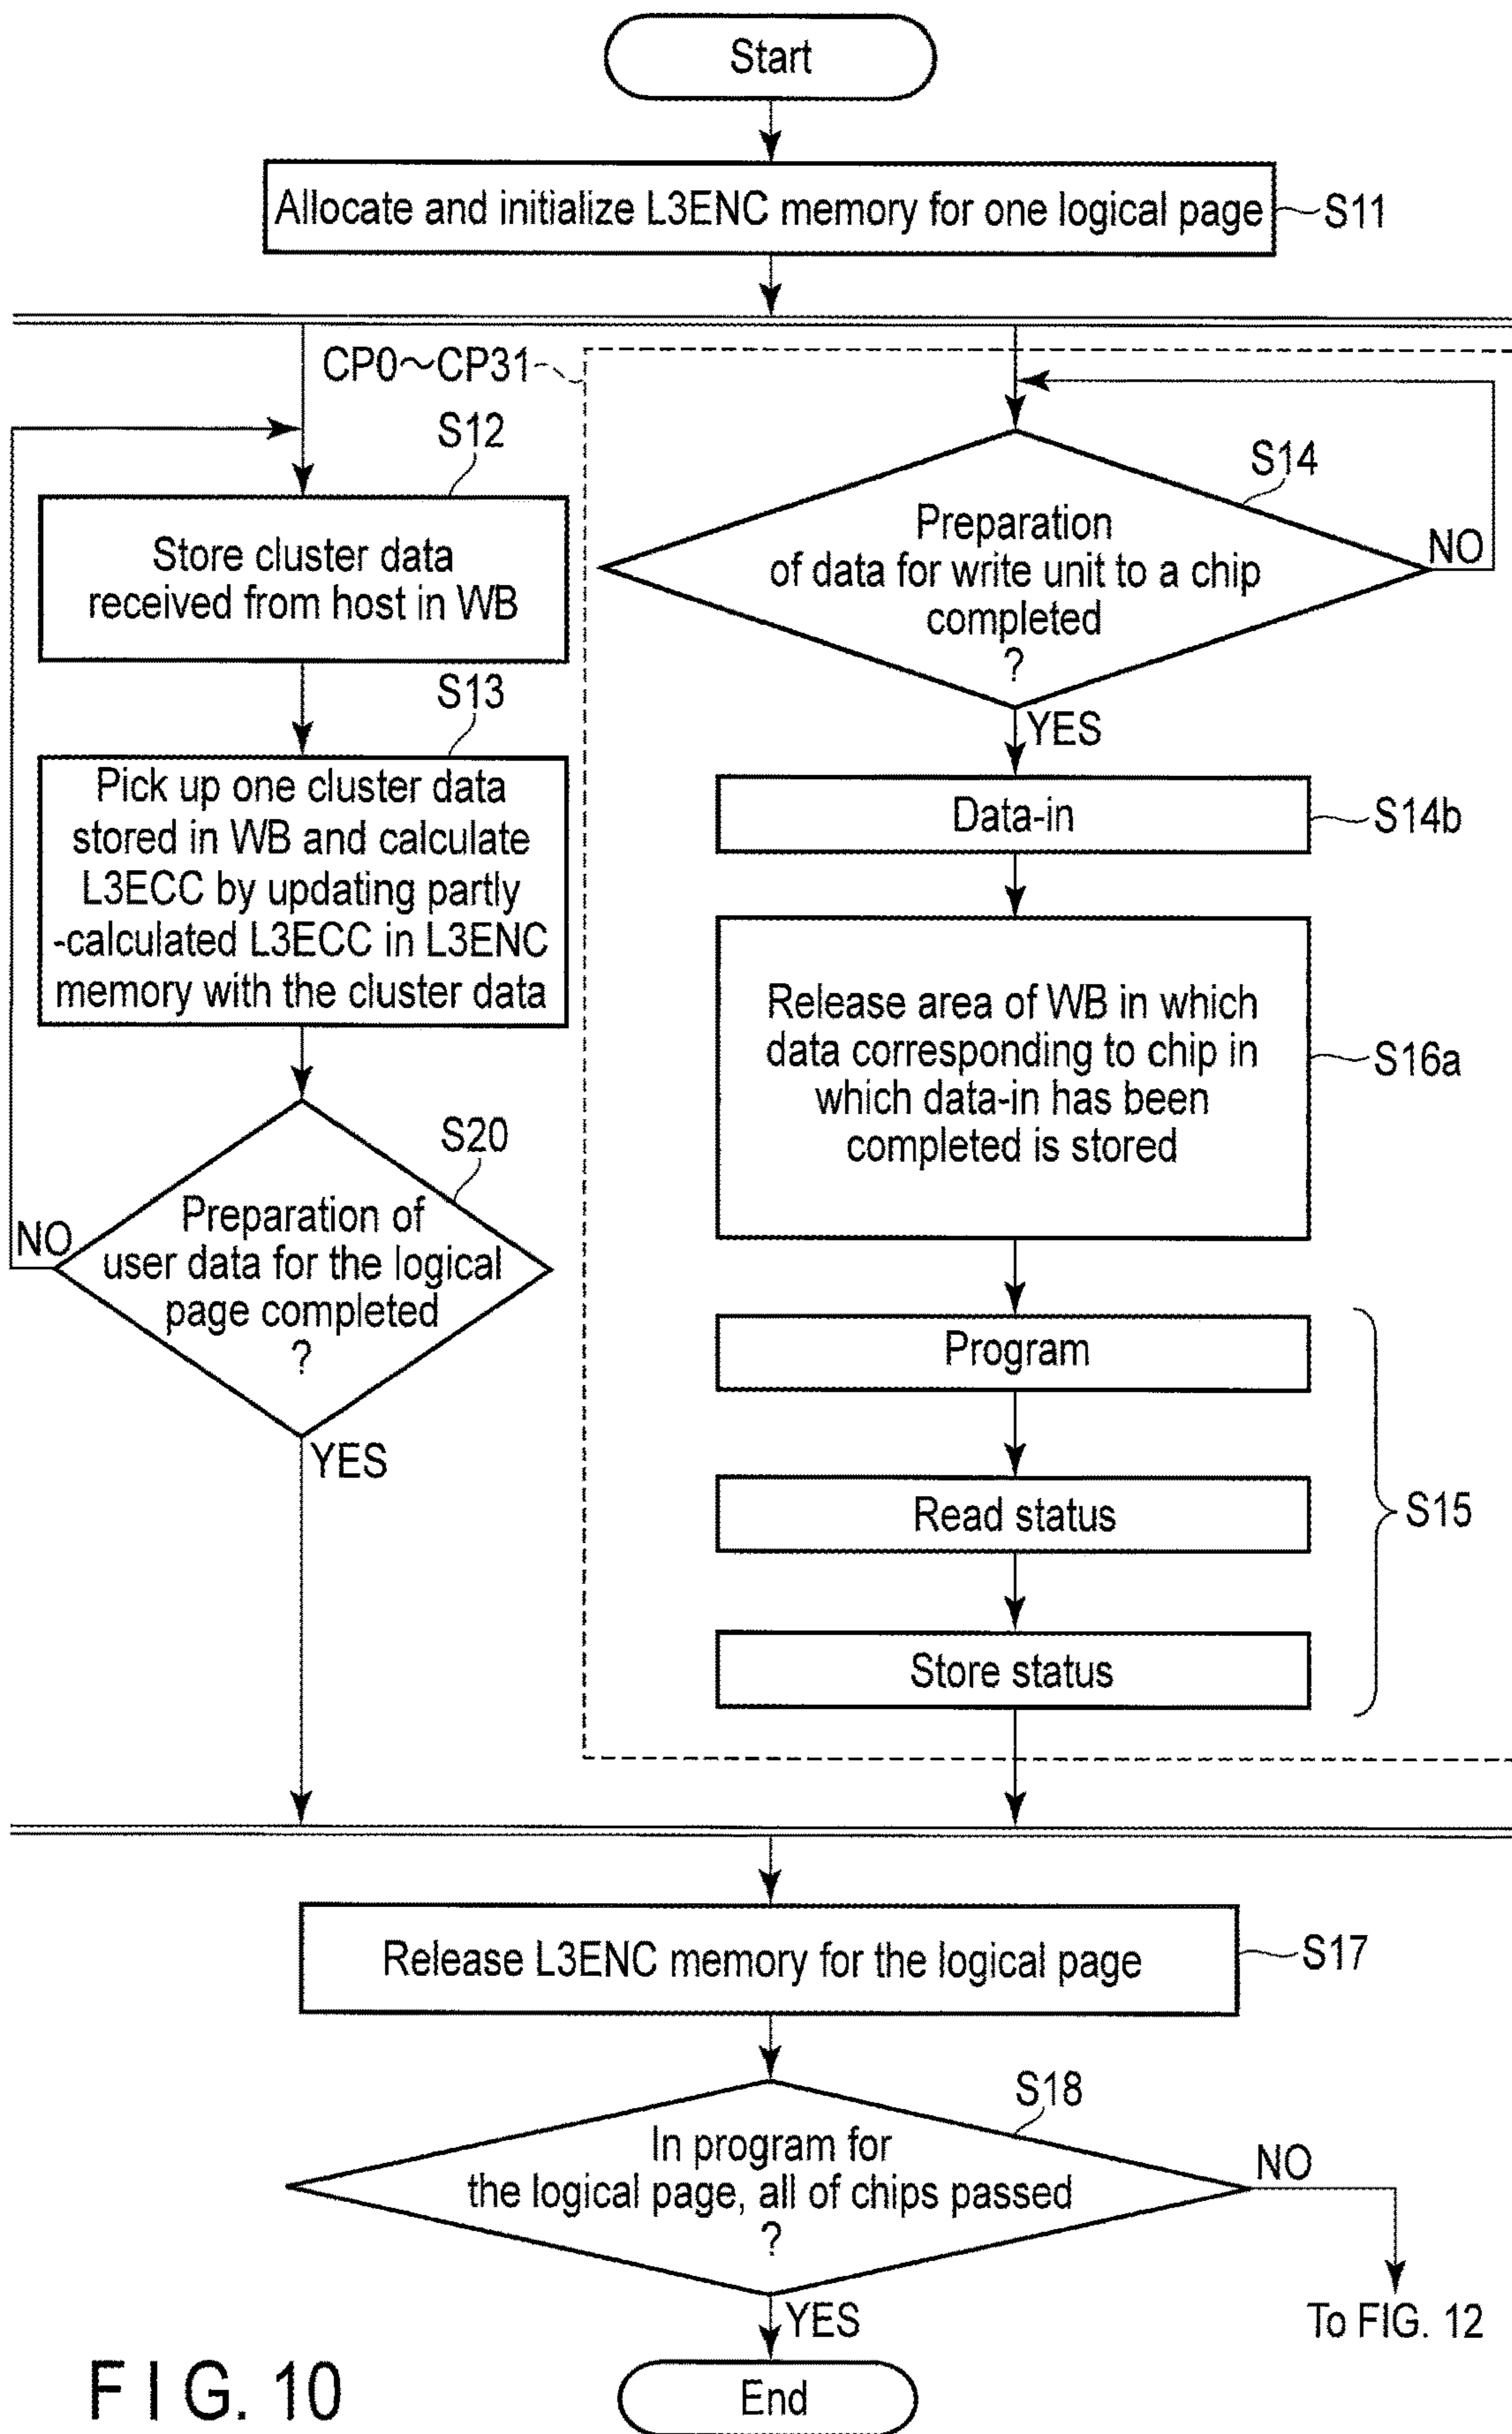 Start
Allocate and initialize L3ENC memory for one logical page
S11
CP0~CP31
S12
Store cluster data
received from host in WB
S13
Pick up one cluster data
stored in WB and calculate
L3ECC by updating partly
-calculated L3ECC in L3ENC
memory with the cluster data
S20
Preparation of
user data for the logical
page completed
?
NO
YES
S14
Preparation
of data for write unit to a chip
completed
?
NO
YES
Data-in
S14b
Release area of WB in which
data corresponding to chip in
which data-in has been
completed is stored
S16a
Program
Read status
Store status
S15
Release L3ENC memory for the logical page
S17
S18
In program for
the logical page, all of chips passed
?
NO
To FIG. 12
YES
End
FIG. 10